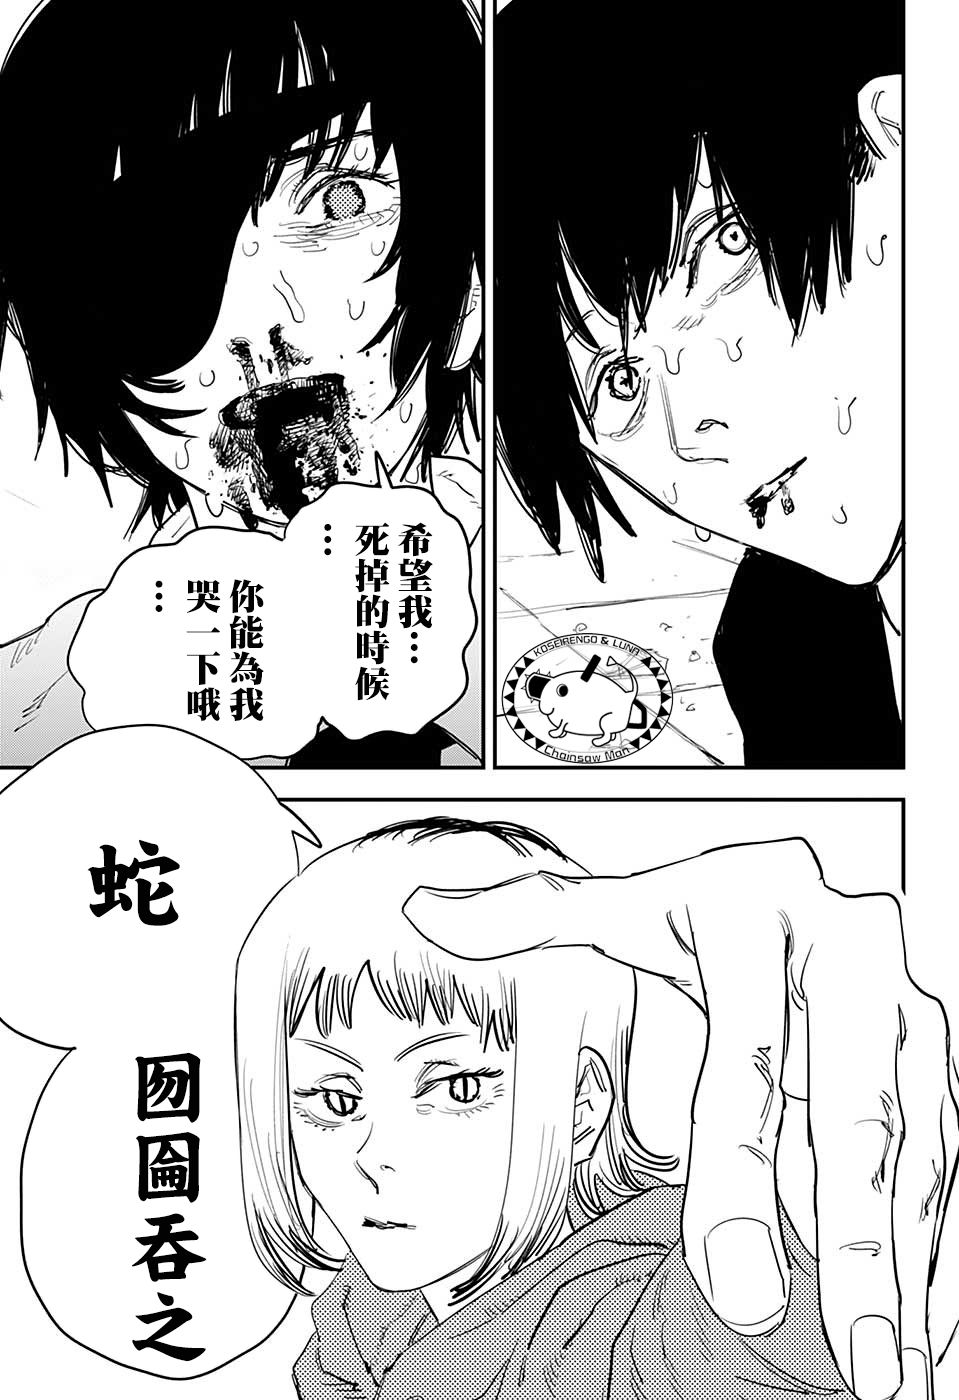 希望我…
死掉的時候
…
你能為我
哭一下哦
…
KOSEIRENGO & LUNA
Chainsaw Man
蛇
囫圇吞之